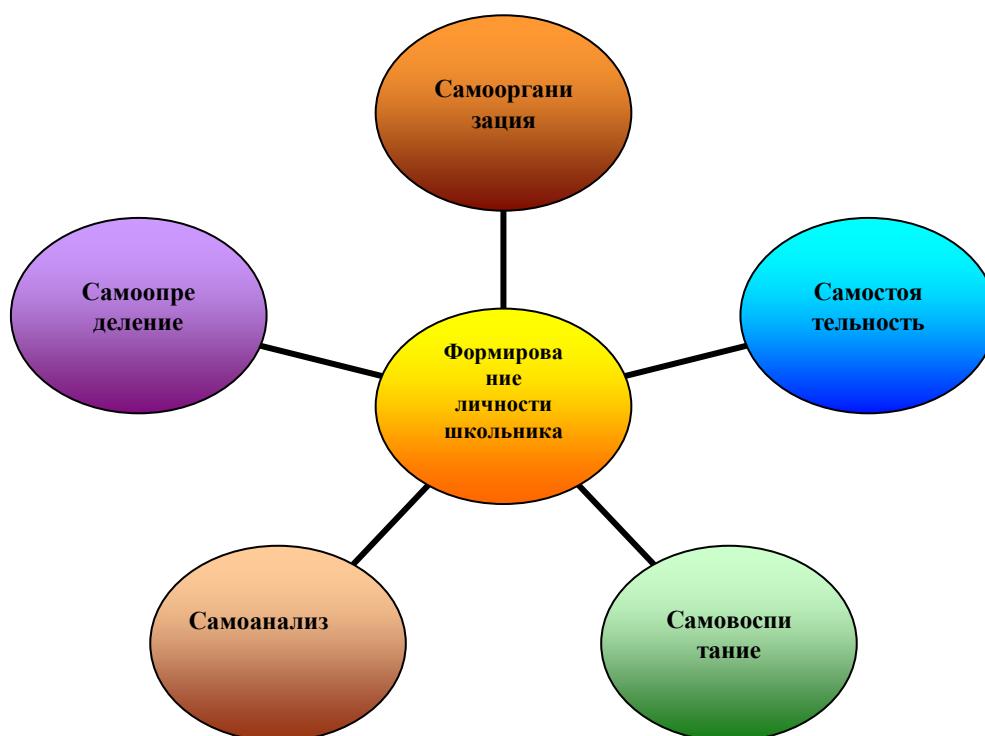 Самооргани
зация
Самоопре
деление
Самостоя
тельность
Формирова
ние
личности
школьника
Самоанализ
Самовоспи
тание